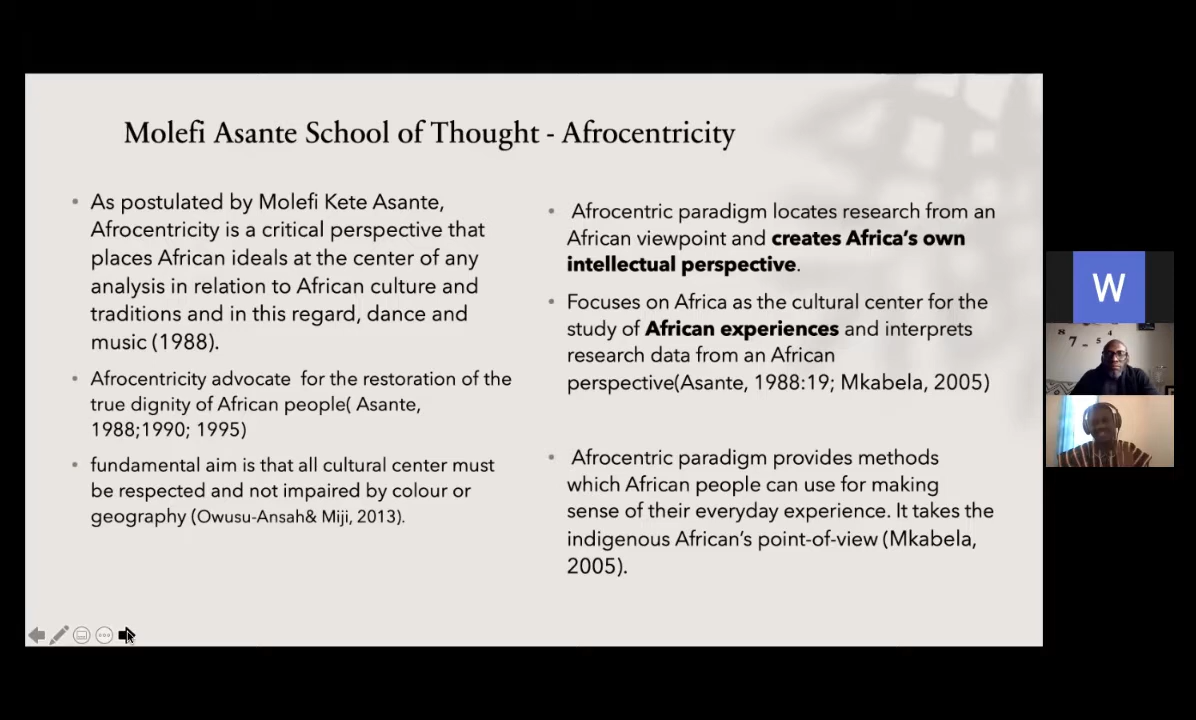 Molefi Asante School of Thought - Afrocentricity
• As postulated by Molefi Kete Asante,
Afrocentricity is a critical perspective that
places African ideals at the center of any
analysis in relation to African culture and
traditions and in this regard, dance and
music (1988).
• Afrocentricity advocate  for the restoration of the
true dignity of African people( Asante,
1988;1990; 1995)
• fundamental aim is that all cultural center must
be respected and not impaired by colour or
geography (Owusu-Ansah& Miji, 2013).
• Afrocentric paradigm locates research from an
African viewpoint and creates Africa's own
intellectual perspective.
• Focuses on Africa as the cultural center for the
study of African experiences and interprets
research data from an African
perspective(Asante, 1988:19; Mkabela, 2005)
• Afrocentric paradigm provides methods
which African people can use for making
sense of their everyday experience. It takes the
indigenous African's point-of-view (Mkabela,
2005).
W
7
5
4